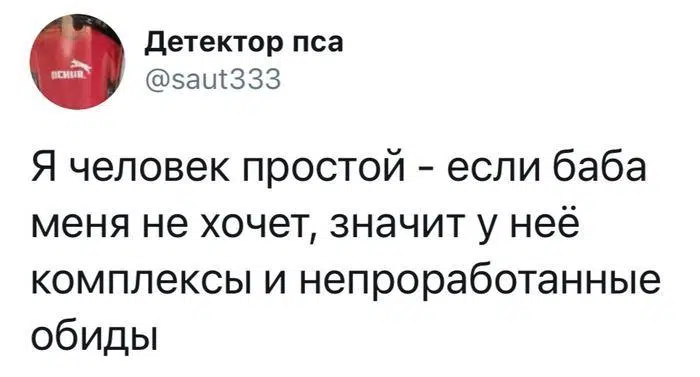 Детектор пса
@saut333
Я человек простой - если баба
меня не хочет, значит у неё
комплексы и непроработанные
обиды